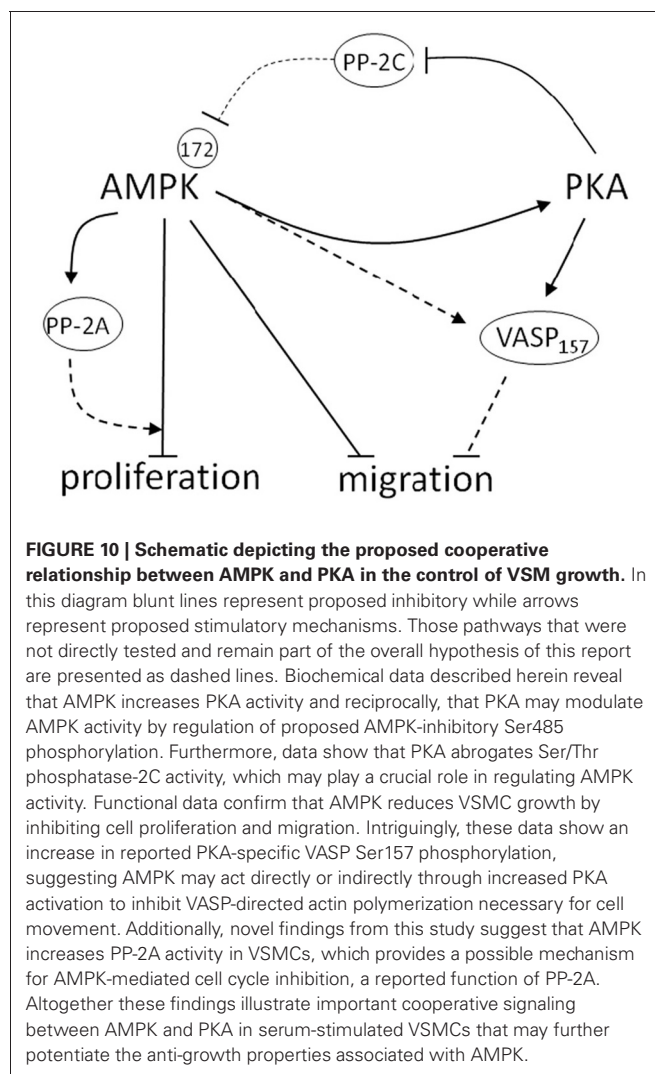 PP-2C
172
AMPK
PKA
PP-2A
VASP157
proliferation
migration
FIGURE 10 | Schematic depicting the proposed cooperative
relationship between AMPK and PKA in the control of VSM growth. In
this diagram blunt lines represent proposed inhibitory while arrows
represent proposed stimulatory mechanisms. Those pathways that were
not directly tested and remain part of the overall hypothesis of this report
are presented as dashed lines. Biochemical data described herein reveal
that AMPK increases PKA activity and reciprocally, that PKA may modulate
AMPK activity by regulation of proposed AMPK-inhibitory Ser485
phosphorylation. Furthermore, data show that PKA abrogates Ser/Thr
phosphatase-2C activity, which may play a crucial role in regulating AMPK
activity. Functional data confirm that AMPK reduces VSMC growth by
inhibiting cell proliferation and migration. Intriguingly, these data show an
increase in reported PKA-specific VASP Ser157 phosphorylation,
suggesting AMPK may act directly or indirectly through increased PKA
activation to inhibit VASP-directed actin polymerization necessary for cell
movement. Additionally, novel findings from this study suggest that AMPK
increases PP-2A activity in VSMCs, which provides a possible mechanism
for AMPK-mediated cell cycle inhibition, a reported function of PP-2A.
Altogether these findings illustrate important cooperative signaling
between AMPK and PKA in serum-stimulated VSMCs that may further
potentiate the anti-growth properties associated with AMPK.